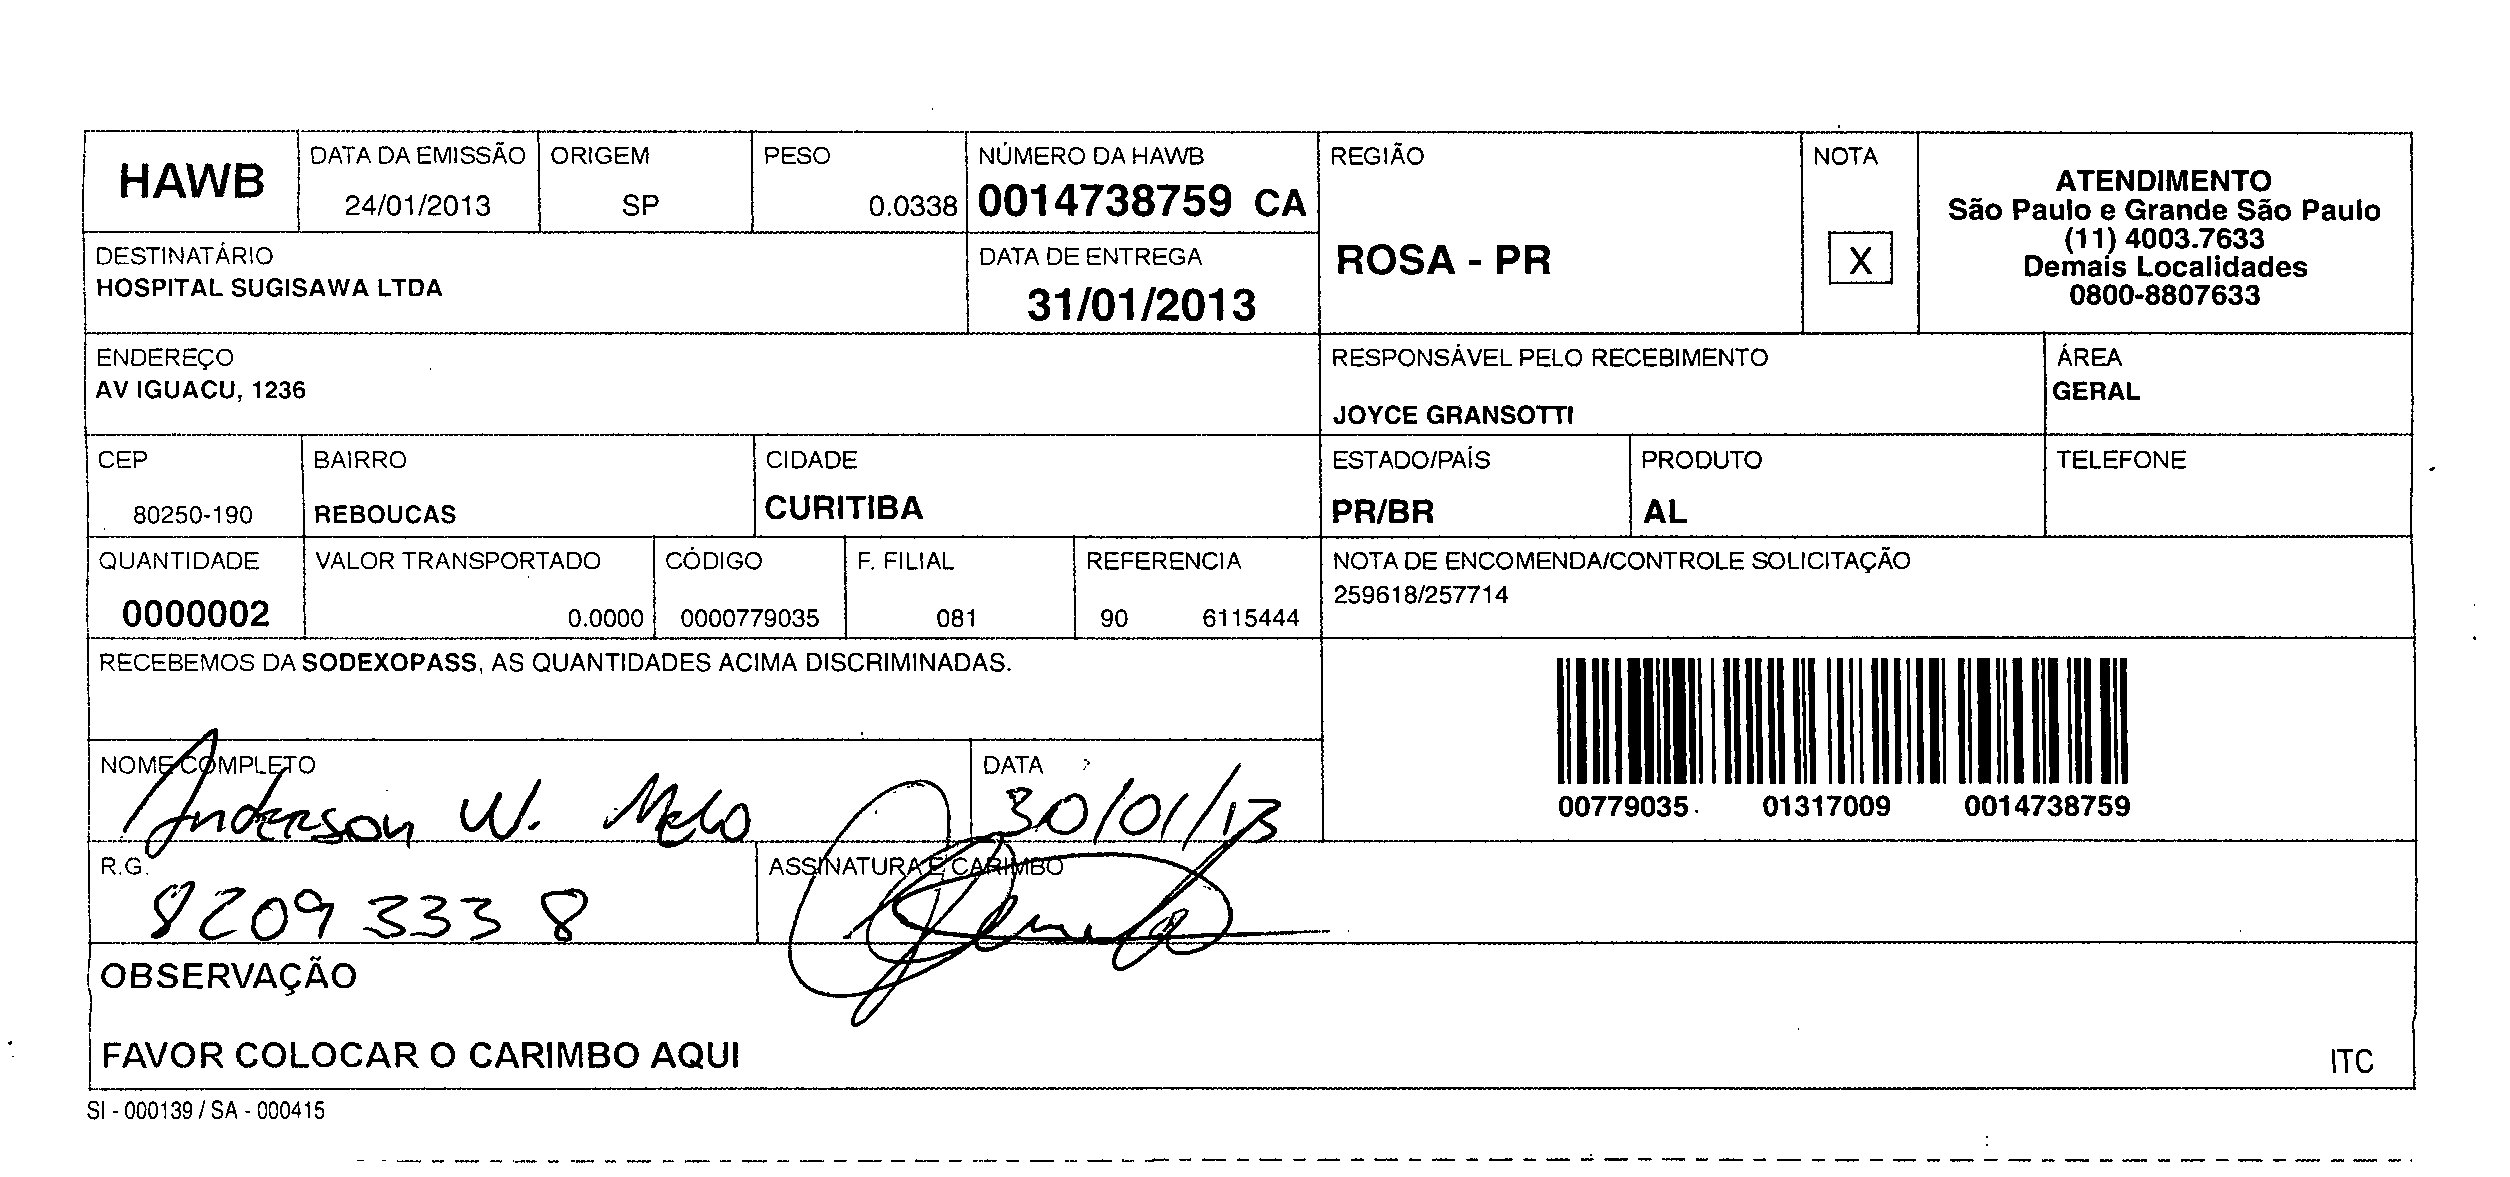 HAWB
DATA DA EMISSÃO
24/01/2013
ORIGEM
SP
PESO
0.0338
NÚMERO DA HAWB
0014738759 CA
REGIÃO
ROSA - PR
NOTA
X
ATENDIMENTO
São Paulo e Grande São Paulo
(11) 4003.7633
Demais Localidades
0800-8807633
DESTINATÁRIO
HOSPITAL SUGISAWA LTDA
DATA DE ENTREGA
31/01/2013
ENDEREÇO
AV IGUACU, 1236
RESPONSÁVEL PELO RECEBIMENTO
JOYCE GRANSOTTI
ÁREA
GERAL
CEP
80250-190
BAIRRO
REBOUCAS
CIDADE
CURITIBA
ESTADO/PAÍS
PR/BR
PRODUTO
AL
TELEFONE
QUANTIDADE
0000002
VALOR TRANSPORTADO
0.0000
CÓDIGO
0000779035
F. FILIAL
081
REFERENCIA
90 6115444
NOTA DE ENCOMENDA/CONTROLE SOLICITAÇÃO
259618/257714
RECEBEMOS DA SODEXOPASS, AS QUANTIDADES ACIMA DISCRIMINADAS.
00779035 01317009 0014738759
NOME COMPLETO
Anderson W. Melo
DATA
30/01/13
R.G.
8209333 8
ASSINATURA E CARIMBO
OBSERVAÇÃO
FAVOR COLOCAR O CARIMBO AQUI
ITC
SI - 000139 / SA - 000415